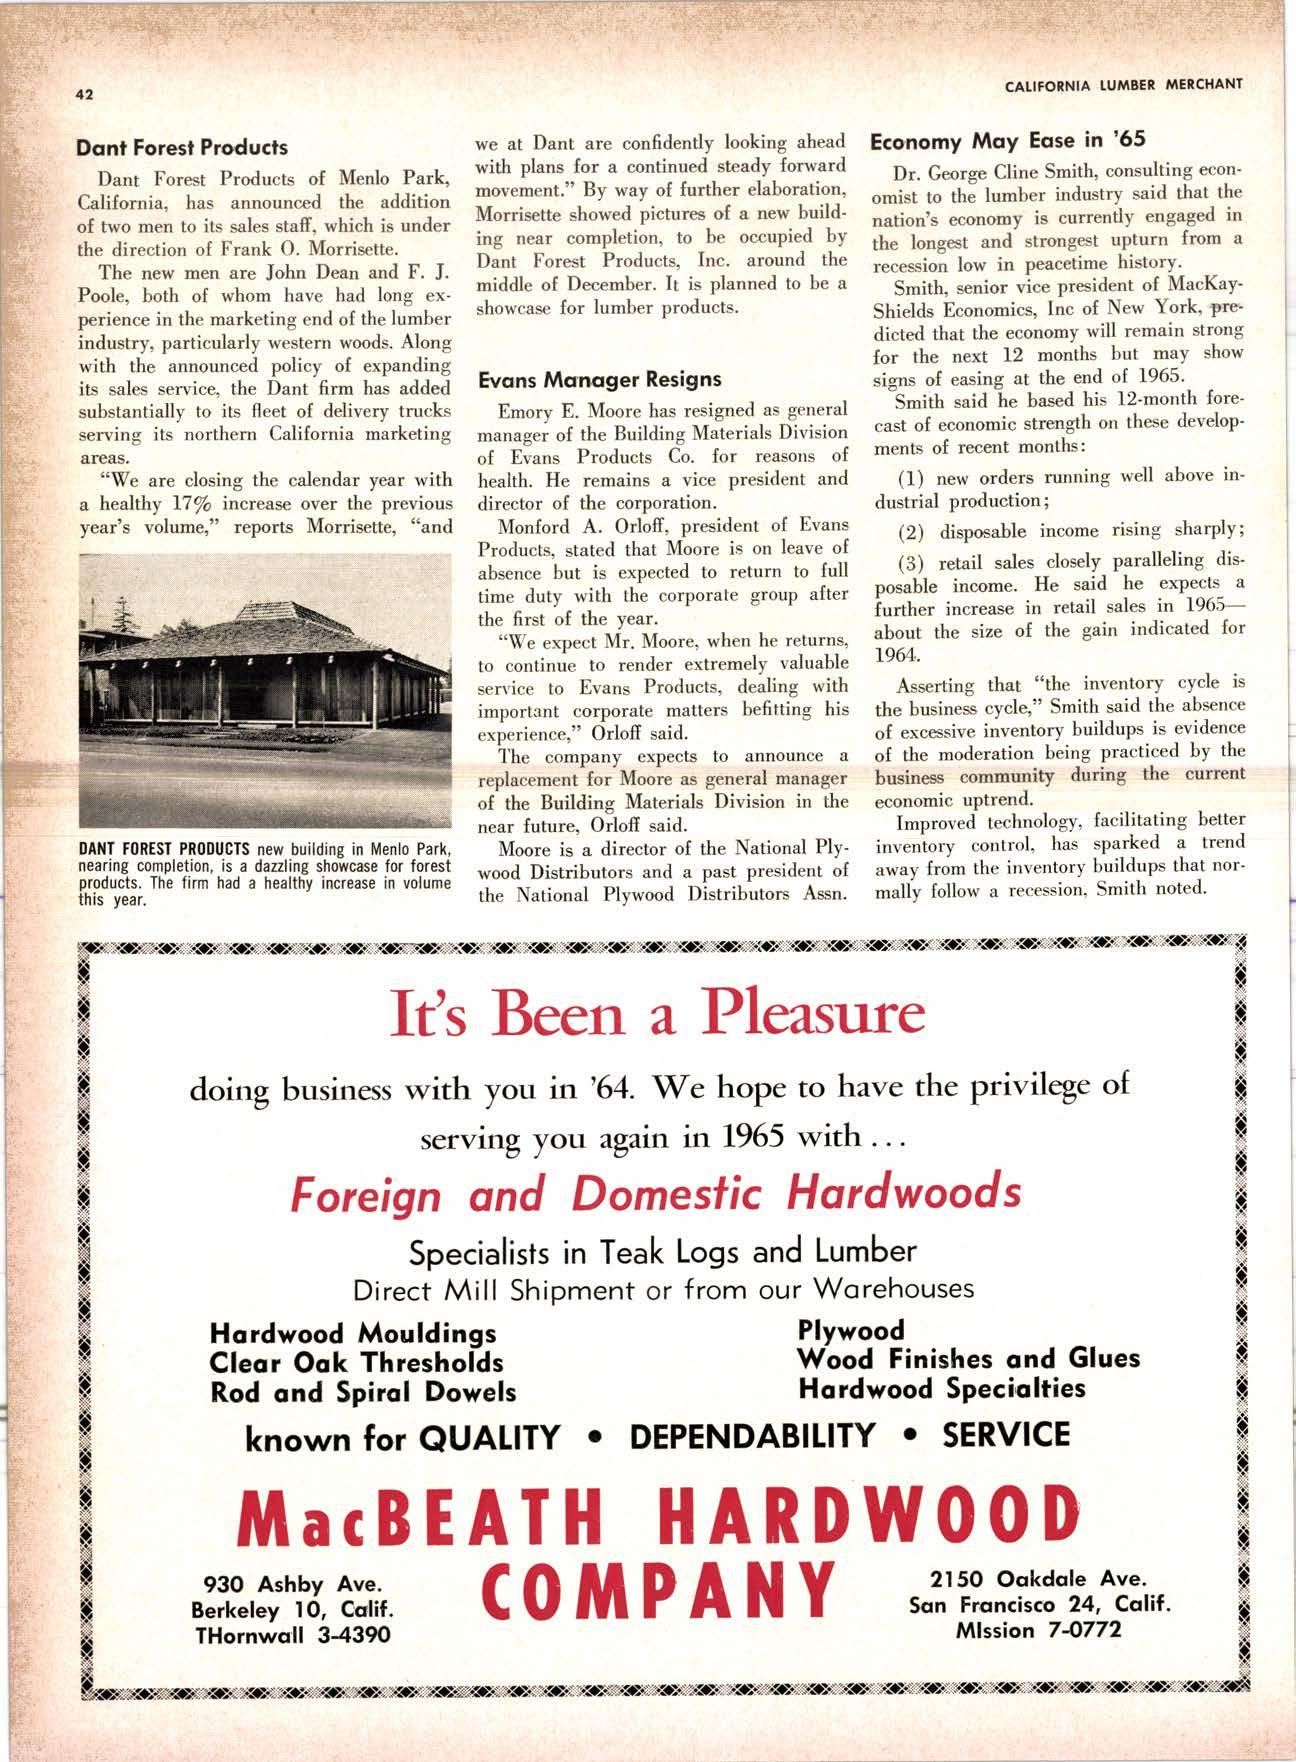 42
CALIFORNIA LUMBER MERCHANT
Dant Forest Products
Dant Forest Products of Menlo Park,
California, has announced the addition
of two men to its sales staff, which is under
the direction of Frank O. Morrisette.
The new men are John Dean and F. J.
Poole, both of whom have had long ex-
perience in the marketing end of the lumber
industry, particularly western woods. Along
with the announced policy of expanding
its sales service, the Dant firm has added
substantially to its fleet of delivery trucks
serving its northern California marketing
areas.
“We are closing the calendar year with
a healthy 17% increase over the previous
year’s volume,” reports Morrisette, “and
DANT FOREST PRODUCTS new building in Menlo Park,
nearing completion, is a dazzling showcase for forest
products. The firm had a healthy increase in volume
this year.
we at Dant are confidently looking ahead
with plans for a continued steady forward
movement.” By way of further elaboration,
Morrisette showed pictures of a new build-
ing near completion, to be occupied by
Dant Forest Products, Inc. around the
middle of December. It is planned to be a
showcase for lumber products.
Evans Manager Resigns
Emory E. Moore has resigned as general
manager of the Building Materials Division
of Evans Products Co. for reasons of
health. He remains a vice president and
director of the corporation.
Monford A. Orloff, president of Evans
Products, stated that Moore is on leave of
absence but is expected to return to full
time duty with the corporate group after
the first of the year.
“We expect Mr. Moore, when he returns,
to continue to render extremely valuable
service to Evans Products, dealing with
important corporate matters befitting his
experience,” Orloff said.
The company expects to announce a
replacement for Moore as general manager
of the Building Materials Division in the
near future, Orloff said.
Moore is a director of the National Ply-
wood Distributors and a past president of
the National Plywood Distributors Assn.
Economy May Ease in ’65
Dr. George Cline Smith, consulting econ-
omist to the lumber industry said that the
nation’s economy is currently engaged in
the longest and strongest upturn from a
recession low in peacetime history.
Smith, senior vice president of MacKay-
Shields Economics, Inc of New York, pre-
dicted that the economy will remain strong
for the next 12 months but may show
signs of easing at the end of 1965.
Smith said he based his 12-month fore-
cast of economic strength on these develop-
ments of recent months:
(1) new orders running well above in-
dustrial production;
(2) disposable income rising sharply;
(3) retail sales closely paralleling dis-
posable income. He said he expects a
further increase in retail sales in 1965—
about the size of the gain indicated for
1964.
Asserting that “the inventory cycle is
the business cycle,” Smith said the absence
of excessive inventory buildups is evidence
of the moderation being practiced by the
business community during the current
economic uptrend.
Improved technology, facilitating better
inventory control, has sparked a trend
away from the inventory buildups that nor-
mally follow a recession, Smith noted.
It’s Been a Pleasure
doing business with you in ’64. We hope to have the privilege of
serving you again in 1965 with . . .
Foreign and Domestic Hardwoods
Specialists in Teak Logs and Lumber
Direct Mill Shipment or from our Warehouses
Hardwood Mouldings
Clear Oak Thresholds
Rod and Spiral Dowels
Plywood
Wood Finishes and Glues
Hardwood Specialties
known for QUALITY • DEPENDABILITY • SERVICE
MacBEATH HARDWOOD
COMPANY
930 Ashby Ave.
Berkeley 10, Calif.
THornwall 3-4390
2150 Oakdale Ave.
San Francisco 24, Calif.
MIssion 7-0772